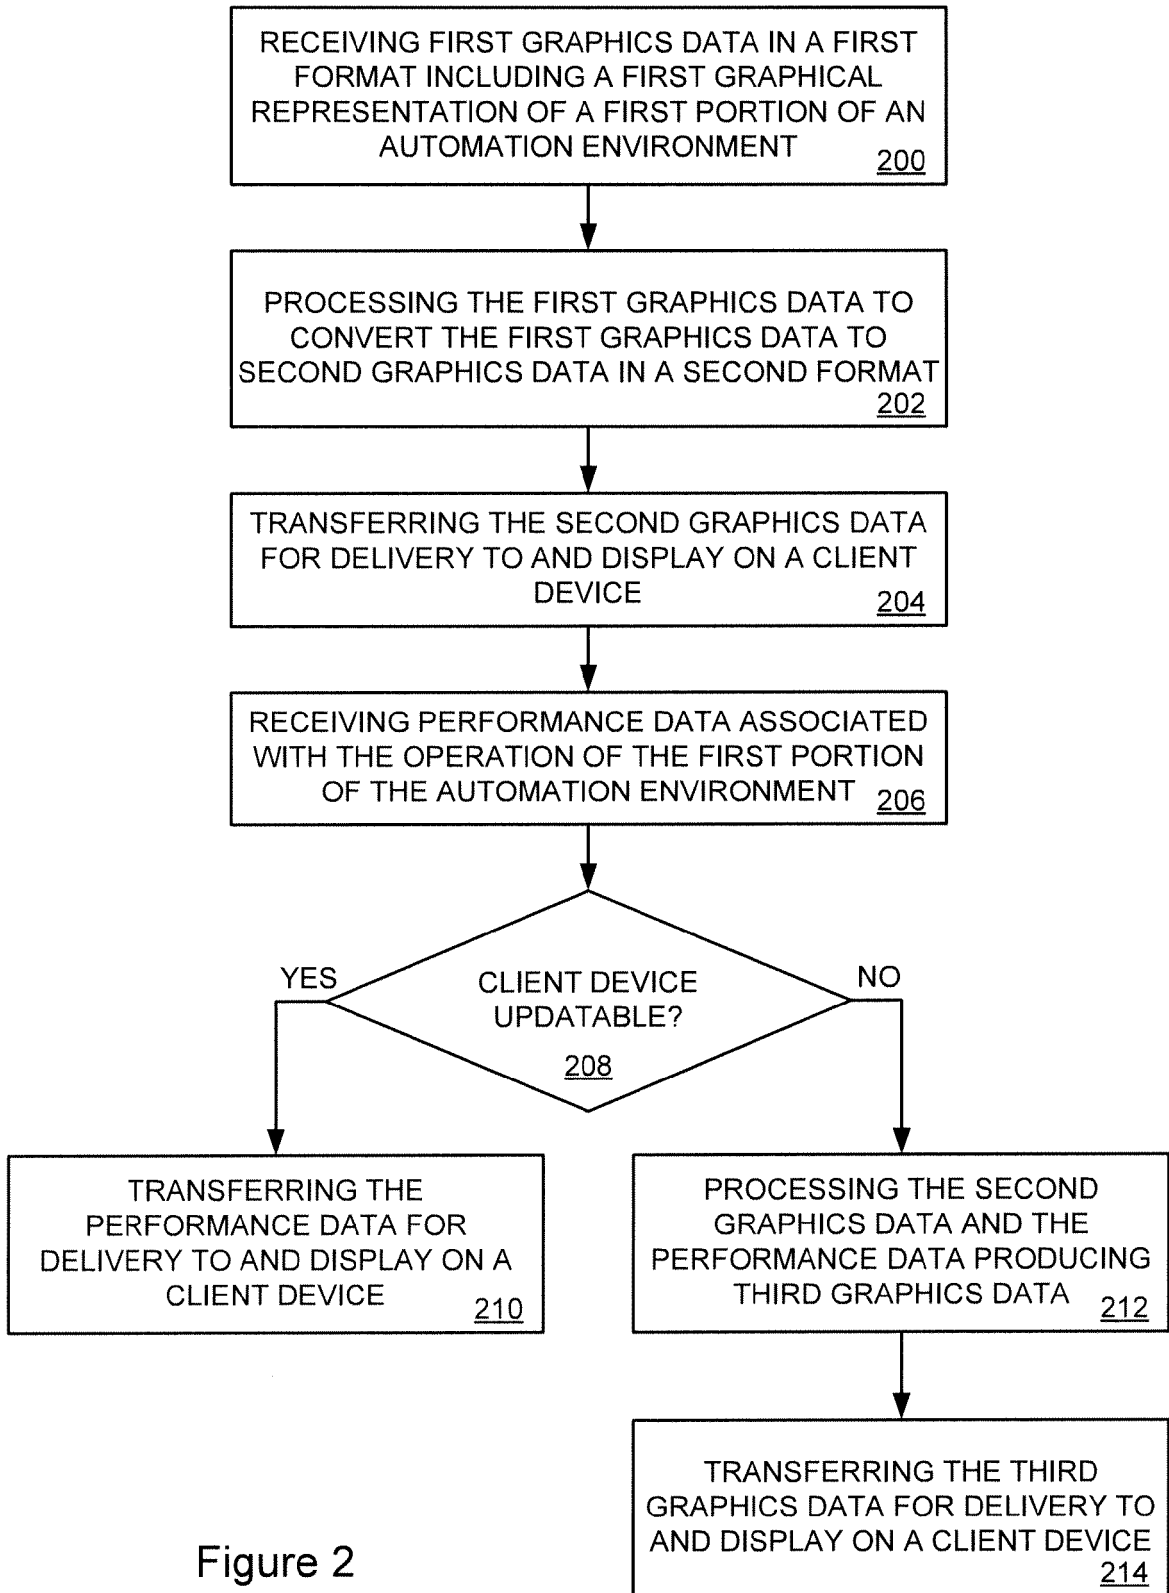 RECEIVING FIRST GRAPHICS DATA IN A FIRST
FORMAT INCLUDING A FIRST GRAPHICAL
REPRESENTATION OF A FIRST PORTION OF AN
AUTOMATION ENVIRONMENT
200
PROCESSING THE FIRST GRAPHICS DATA TO
CONVERT THE FIRST GRAPHICS DATA TO
SECOND GRAPHICS DATA IN A SECOND FORMAT
202
TRANSFERRING THE SECOND GRAPHICS DATA
FOR DELIVERY TO AND DISPLAY ON A CLIENT
DEVICE
204
RECEIVING PERFORMANCE DATA ASSOCIATED
WITH THE OPERATION OF THE FIRST PORTION
OF THE AUTOMATION ENVIRONMENT
206
YES
CLIENT DEVICE
UPDATABLE?
208
NO
TRANSFERRING THE
PERFORMANCE DATA FOR
DELIVERY TO AND DISPLAY ON A
CLIENT DEVICE
210
PROCESSING THE SECOND
GRAPHICS DATA AND THE
PERFORMANCE DATA PRODUCING
THIRD GRAPHICS DATA
212
TRANSFERRING THE THIRD
GRAPHICS DATA FOR DELIVERY TO
AND DISPLAY ON A CLIENT DEVICE
214
Figure 2